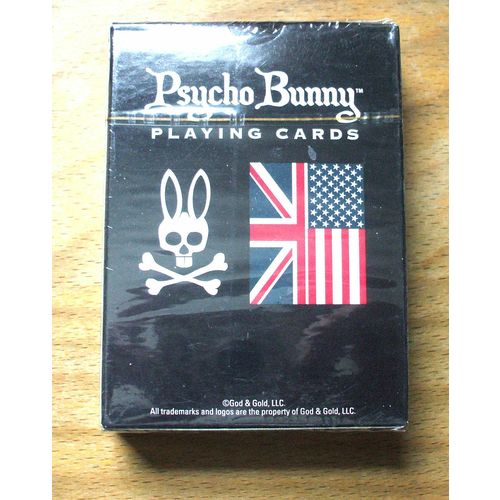 Psycho Bunny™
PLAYING CARDS
©God & Gold, LLC.
All trademarks and logos are the property of God & Gold, LLC.